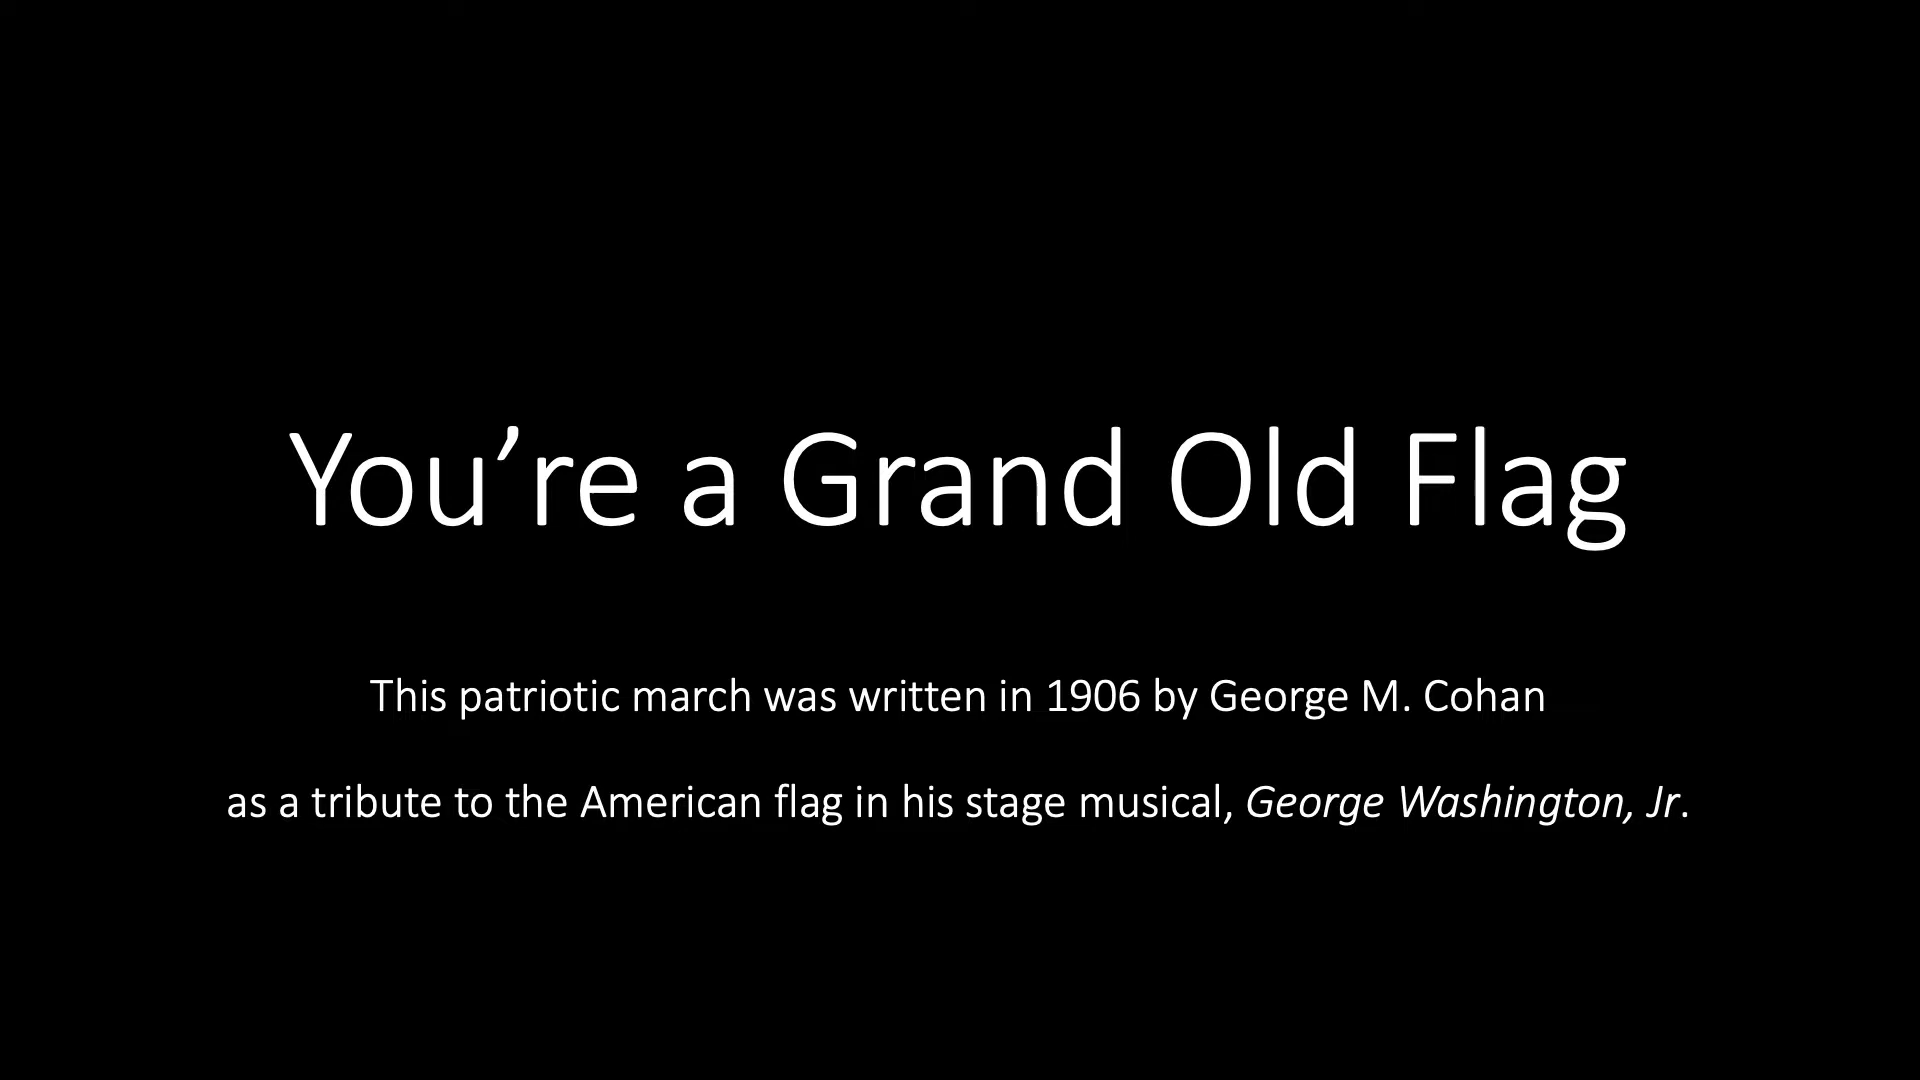 You’re a Grand Old Flag
This patriotic march was written in 1906 by George M. Cohan
as a tribute to the American flag in his stage musical, George Washington, Jr.